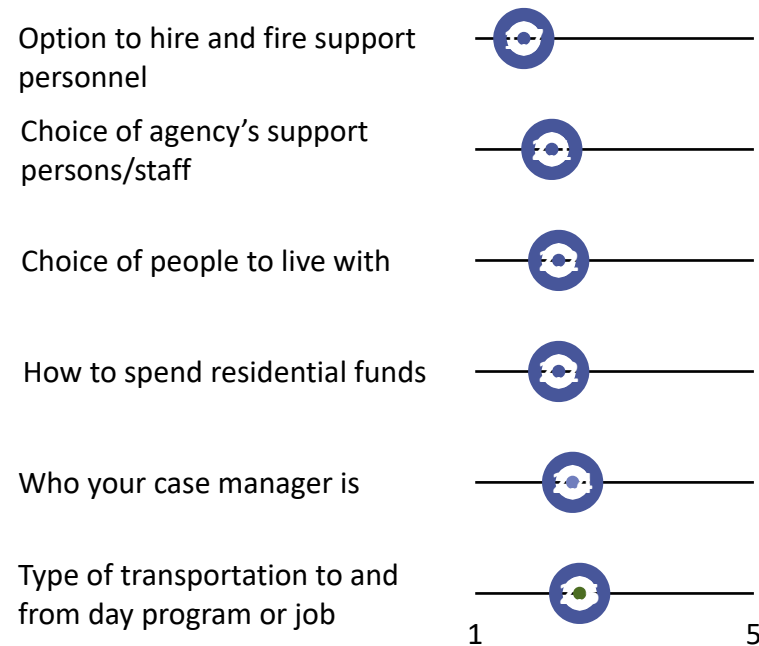 Option to hire and fire support
personnel
Choice of agency’s support
persons/staff
Choice of people to live with
How to spend residential funds
Who your case manager is
Type of transportation to and
from day program or job
1
5